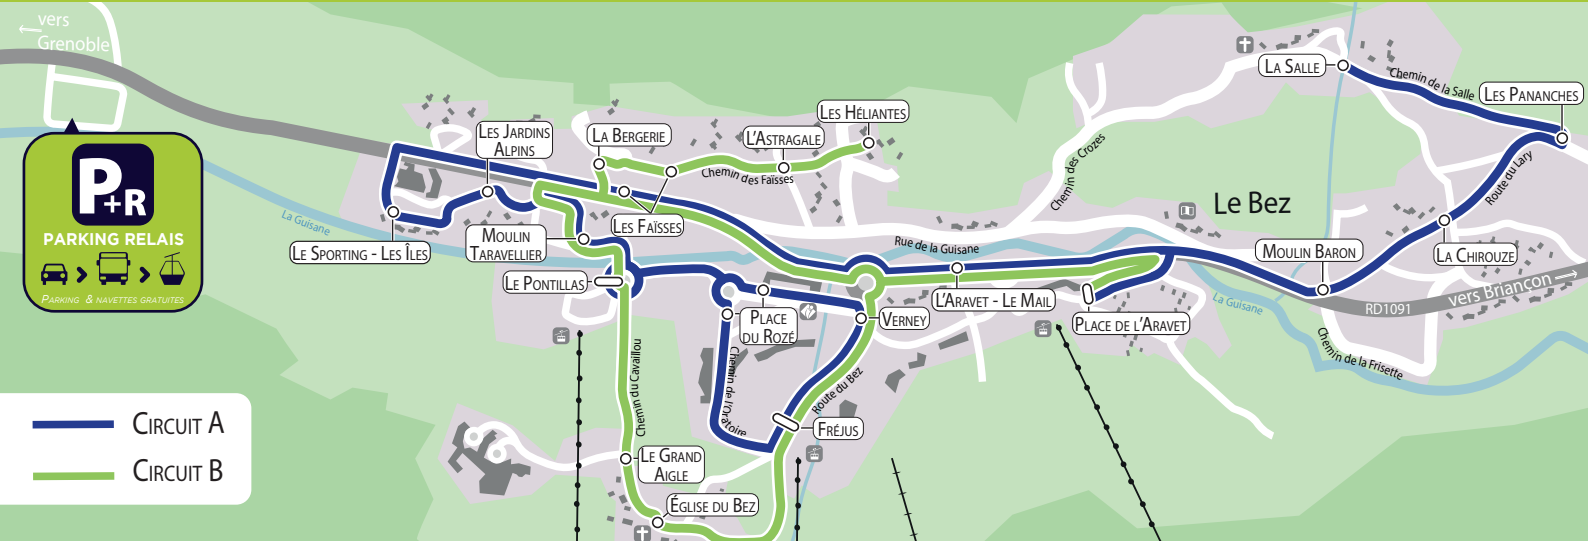 ← vers
Grenoble
P+R
PARKING RELAIS
PARKING & NAVETTES GRATUITES
CIRCUIT A
CIRCUIT B
La Guisane
LES JARDINS
ALPINS
LE SPORTING - LES ÎLES
MOULIN
TARAVELLIER
LE PONTILLAS
LA BERGERIE
LES FAÏSSES
L'ASTRAGALE
LES HÉLIANTES
Chemin des Faïsses
Chemin du Cavaillou
LE GRAND
AIGLE
ÉGLISE DU BEZ
PLACE
DU ROZÉ
Chemin de l'Oratoire
VERNEY
Route du Bez
FRÉJUS
Rue de la Guisane
L'ARAVET - LE MAIL
PLACE DE L'ARAVET
Chemin des Crozes
Le Bez
LA SALLE
Chemin de la Salle
LES PANANCHES
Route du Lary
LA CHIROUZE
MOULIN BARON
La Guisane
RD1091
vers Briançon →
Chemin de la Frisette